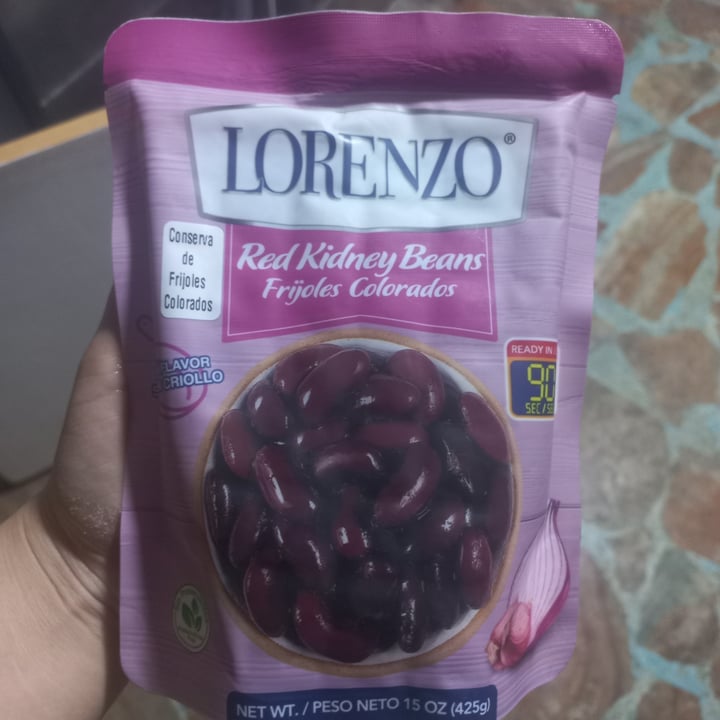 LORENZO®
Conserva
de
Frijoles
Colorados
Red Kidney Beans
Frijoles Colorados
FLAVOR
CRIOLLO
READY IN
90
SEC
NET WT. / PESO NETO 15 OZ (425g)